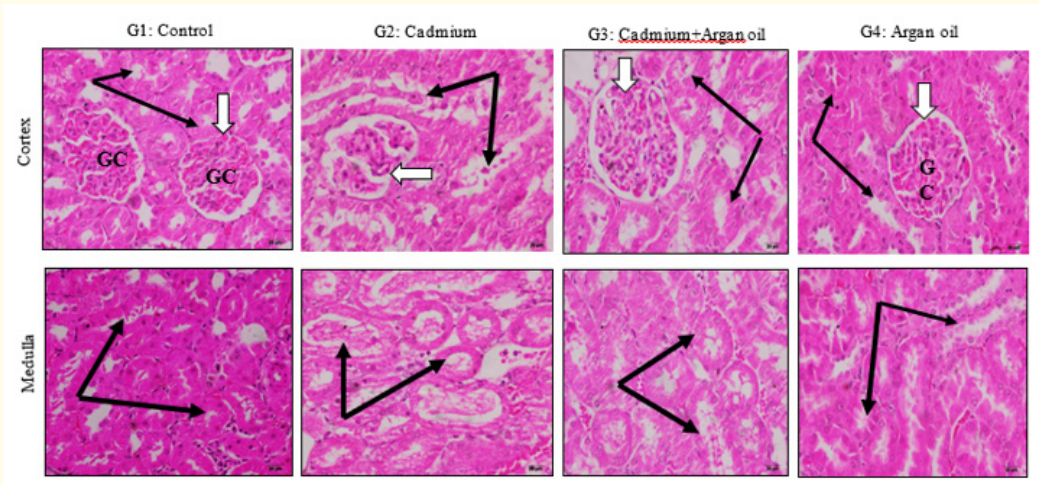 G1: Control
G2: Cadmium
G3: Cadmium+Argan oil
G4: Argan oil
Cortex
GC
GC
G
C
Medulla